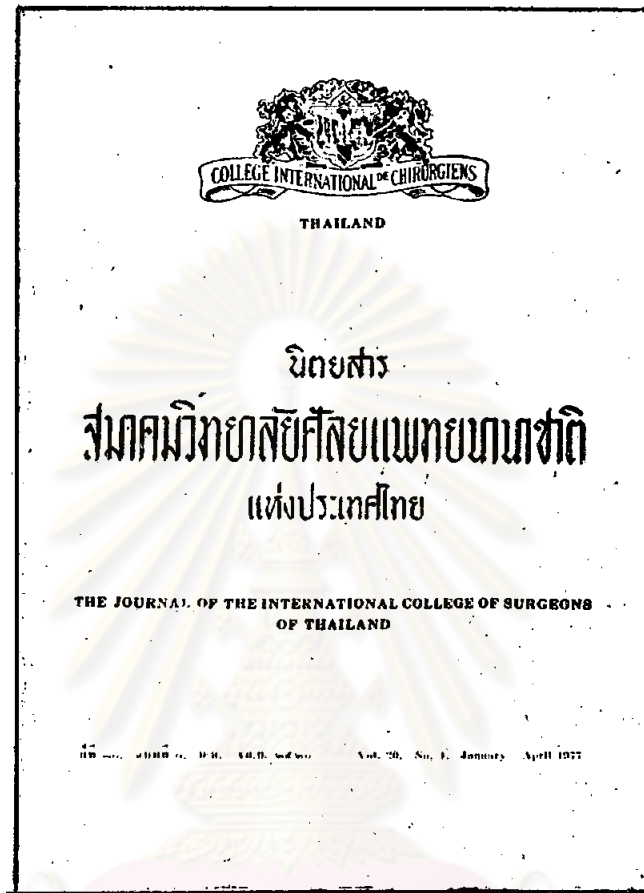 COLLEGE INTERNATIONAL DE CHIRURGIENS
THAILAND
นิตยสาร
สมาคมวิทยาลัยศัลยแพทยนานาชาติ
แห่งประเทศไทย
THE JOURNAL OF THE INTERNATIONAL COLLEGE OF SURGEONS
OF THAILAND
Vol. 20, No. 1, January April 1977